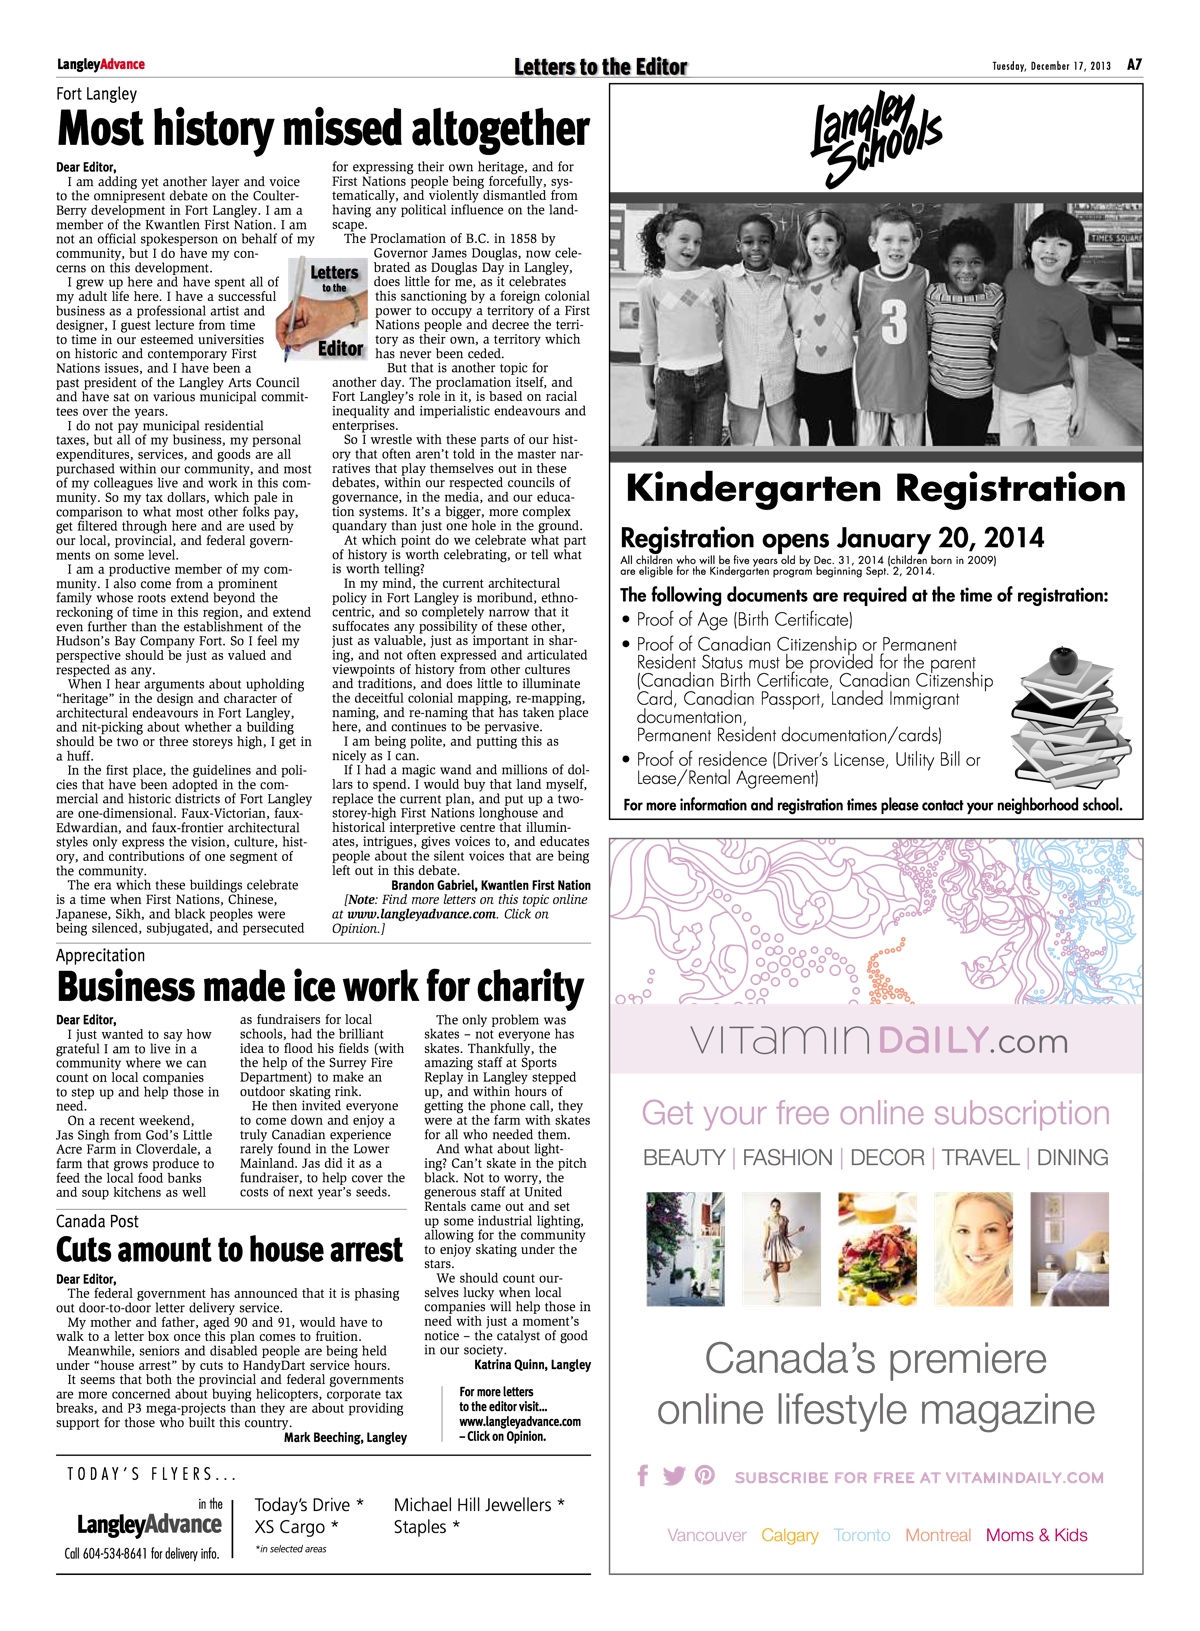 LangleyAdvance
Letters to the Editor
Tuesday, December 17, 2013 A7
Fort Langley
Most history missed altogether
Dear Editor,
I am adding yet another layer and voice
to the omnipresent debate on the Coulter-
Berry development in Fort Langley. I am a
member of the Kwantlen First Nation. I am
not an official spokesperson on behalf of my
community, but I do have my con-
cerns on this development.
I grew up here and have spent all of
my adult life here. I have a successful
business as a professional artist and
designer, I guest lecture from time
to time in our esteemed universities
on historic and contemporary First
Nations issues, and I have been a
past president of the Langley Arts Council
and have sat on various municipal commit-
tees over the years.
I do not pay municipal residential
taxes, but all of my business, my personal
expenditures, services, and goods are all
purchased within our community, and most
of my colleagues live and work in this com-
munity. So my tax dollars, which pale in
comparison to what most other folks pay,
get filtered through here and are used by
our local, provincial, and federal govern-
ments on some level.
I am a productive member of my com-
munity. I also come from a prominent
family whose roots extend beyond the
reckoning of time in this region, and extend
even further than the establishment of the
Hudson's Bay Company Fort. So I feel my
perspective should be just as valued and
respected as any.
When I hear arguments about upholding
“heritage” in the design and character of
architectural endeavours in Fort Langley,
and nit-picking about whether a building
should be two or three storeys high, I get in
a huff.
In the first place, the guidelines and poli-
cies that have been adopted in the com-
mercial and historic districts of Fort Langley
are one-dimensional. Faux-Victorian, faux-
Edwardian, and faux-frontier architectural
styles only express the vision, culture, hist-
ory, and contributions of one segment of
the community.
The era which these buildings celebrate
is a time when First Nations, Chinese,
Japanese, Sikh, and black peoples were
being silenced, subjugated, and persecuted
for expressing their own heritage, and for
First Nations people being forcefully, sys-
tematically, and violently dismantled from
having any political influence on the land-
scape.
The Proclamation of B.C. in 1858 by
Governor James Douglas, now cele-
brated as Douglas Day in Langley,
does little for me, as it celebrates
this sanctioning by a foreign colonial
power to occupy a territory of a First
Nations people and decree the terri-
tory as their own, a territory which
has never been ceded.
Letters
to the
Editor
But that is another topic for
another day. The proclamation itself, and
Fort Langley's role in it, is based on racial
inequality and imperialistic endeavours and
enterprises.
So I wrestle with these parts of our hist-
ory that often aren't told in the master nar-
ratives that play themselves out in these
debates, within our respected councils of
governance, in the media, and our educa-
tion systems. It's a bigger, more complex
quandary than just one hole in the ground.
At which point do we celebrate what part
of history is worth celebrating, or tell what
is worth telling?
In my mind, the current architectural
policy in Fort Langley is moribund, ethno-
centric, and so completely narrow that it
suffocates any possibility of these other,
just as valuable, just as important in shar-
ing, and not often expressed and articulated
viewpoints of history from other cultures
and traditions, and does little to illuminate
the deceitful colonial mapping, re-mapping,
naming, and re-naming that has taken place
here, and continues to be pervasive.
I am being polite, and putting this as
nicely as I can.
If I had a magic wand and millions of dol-
lars to spend. I would buy that land myself,
replace the current plan, and put up a two-
storey-high First Nations longhouse and
historical interpretive centre that illumin-
ates, intrigues, gives voices to, and educates
people about the silent voices that are being
left out in this debate.
Brandon Gabriel, Kwantlen First Nation
[Note: Find more letters on this topic online
at www.langleyadvance.com. Click on
Opinion.]
Apprecitation
Business made ice work for charity
Dear Editor,
I just wanted to say how
grateful I am to live in a
community where we can
count on local companies
to step up and help those in
need.
On a recent weekend,
Jas Singh from God's Little
Acre Farm in Cloverdale, a
farm that grows produce to
feed the local food banks
and soup kitchens as well
as fundraisers for local
schools, had the brilliant
idea to flood his fields (with
the help of the Surrey Fire
Department) to make an
outdoor skating rink.
He then invited everyone
to come down and enjoy a
truly Canadian experience
rarely found in the Lower
Mainland. Jas did it as a
fundraiser, to help cover the
costs of next year's seeds.
The only problem was
skates – not everyone has
skates. Thankfully, the
amazing staff at Sports
Replay in Langley stepped
up, and within hours of
getting the phone call, they
were at the farm with skates
for all who needed them.
And what about light-
ing? Can't skate in the pitch
black. Not to worry, the
generous staff at United
Rentals came out and set
up some industrial lighting,
allowing for the community
to enjoy skating under the
stars.
We should count our-
selves lucky when local
companies will help those in
need with just a moment's
notice – the catalyst of good
in our society.
Katrina Quinn, Langley
For more letters
to the editor visit...
www.langleyadvance.com
– Click on Opinion.
Canada Post
Cuts amount to house arrest
Dear Editor,
The federal government has announced that it is phasing
out door-to-door letter delivery service.
My mother and father, aged 90 and 91, would have to
walk to a letter box once this plan comes to fruition.
Meanwhile, seniors and disabled people are being held
under “house arrest” by cuts to HandyDart service hours.
It seems that both the provincial and federal governments
are more concerned about buying helicopters, corporate tax
breaks, and P3 mega-projects than they are about providing
support for those who built this country.
Mark Beeching, Langley
TODAY'S FLYERS...
in the
LangleyAdvance
Call 604-534-8641 for delivery info.
Today's Drive *
XS Cargo *
*in selected areas
Michael Hill Jewellers *
Staples *
Langley
Schools
TIMES SQUARE
3
Kindergarten Registration
Registration opens January 20, 2014
All children who will be five years old by Dec. 31, 2014 (children born in 2009)
are eligible for the Kindergarten program beginning Sept. 2, 2014.
The following documents are required at the time of registration:
• Proof of Age (Birth Certificate)
• Proof of Canadian Citizenship or Permanent
Resident Status must be provided for the parent
(Canadian Birth Certificate, Canadian Citizenship
Card, Canadian Passport, Landed Immigrant
documentation,
Permanent Resident documentation/cards)
• Proof of residence (Driver's License, Utility Bill or
Lease/Rental Agreement)
For more information and registration times please contact your neighborhood school.
VITAMIN DAILY.com
Get your free online subscription
BEAUTY | FASHION | DECOR | TRAVEL | DINING
Canada's premiere
online lifestyle magazine
SUBSCRIBE FOR FREE AT VITAMINDAILY.COM
Vancouver Calgary Toronto Montreal Moms & Kids